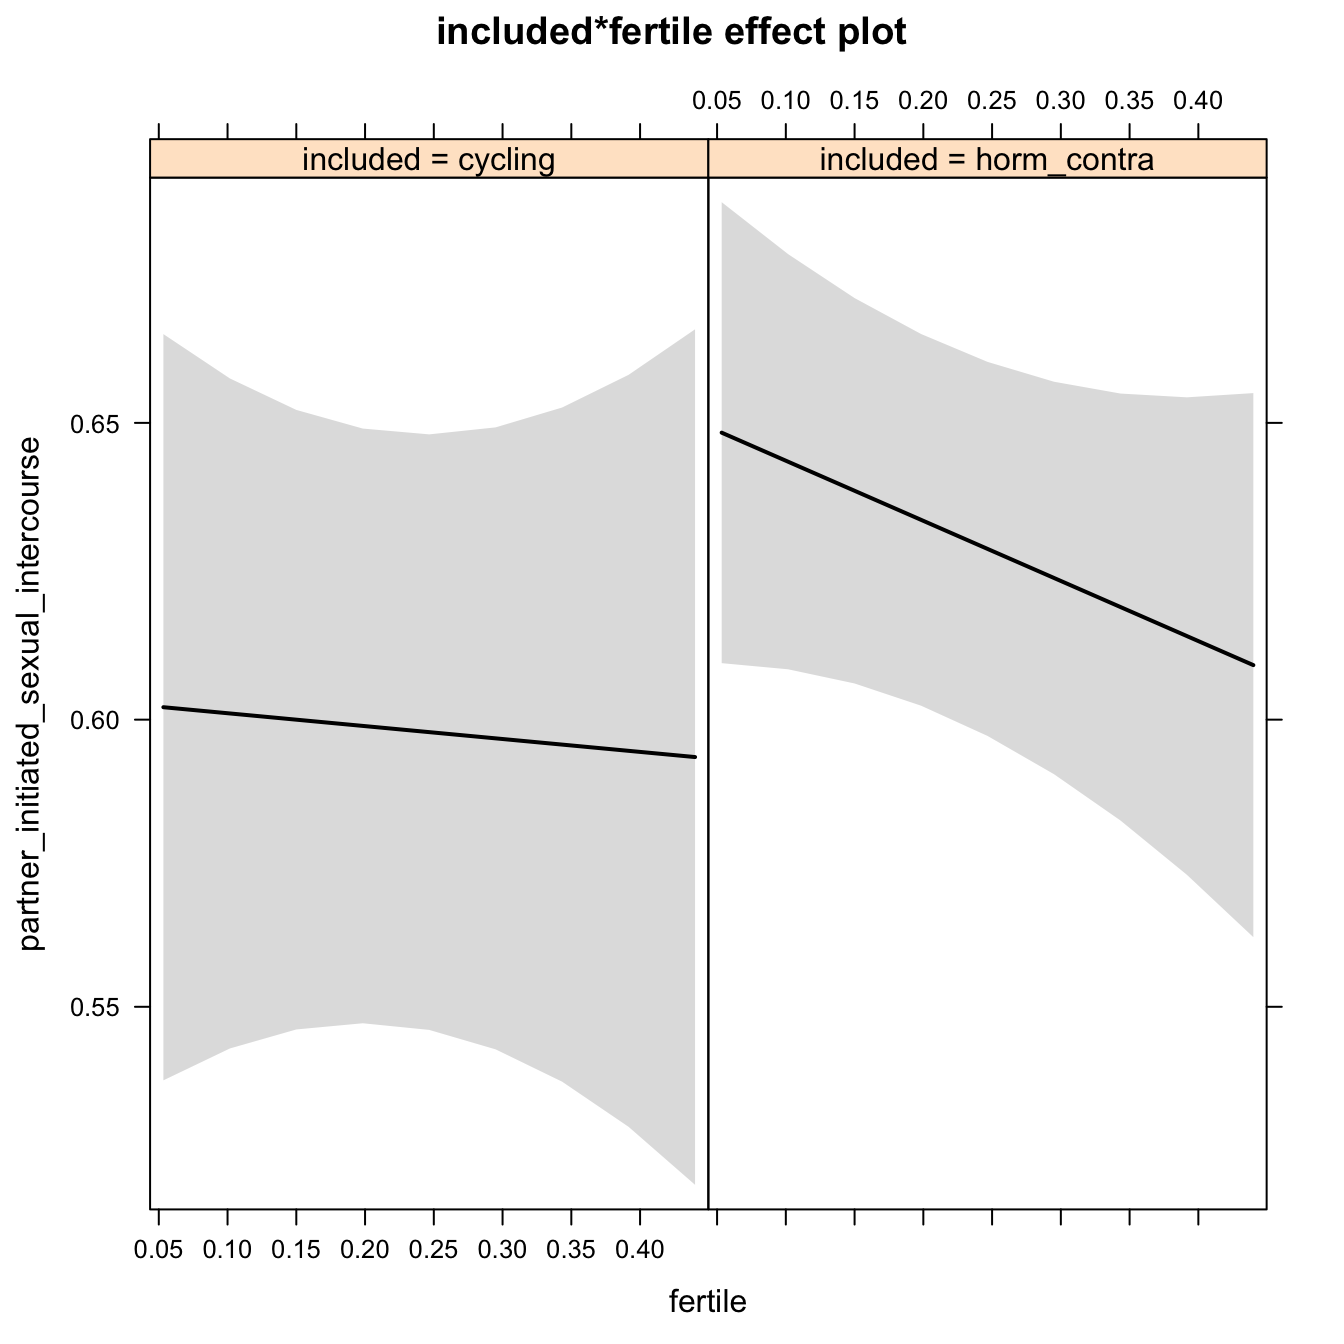 included*fertile effect plot
0.05 0.10 0.15 0.20 0.25 0.30 0.35 0.40
included = cycling
included = horm_contra
partner_initiated_sexual_intercourse
0.65
0.60
0.55
0.05 0.10 0.15 0.20 0.25 0.30 0.35 0.40
fertile